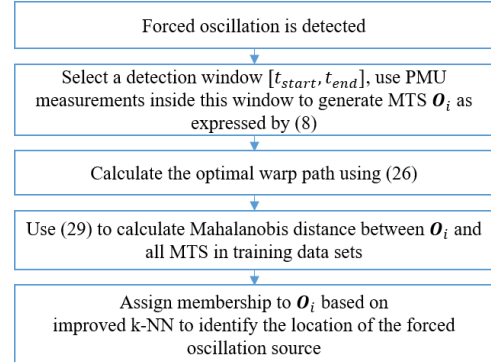 Forced oscillation is detected
Select a detection window [t_start, t_end], use PMU
measurements inside this window to generate MTS O_i as
expressed by (8)
Calculate the optimal warp path using (26)
Use (29) to calculate Mahalanobis distance between O_i and
all MTS in training data sets
Assign membership to O_i based on
improved k-NN to identify the location of the forced
oscillation source